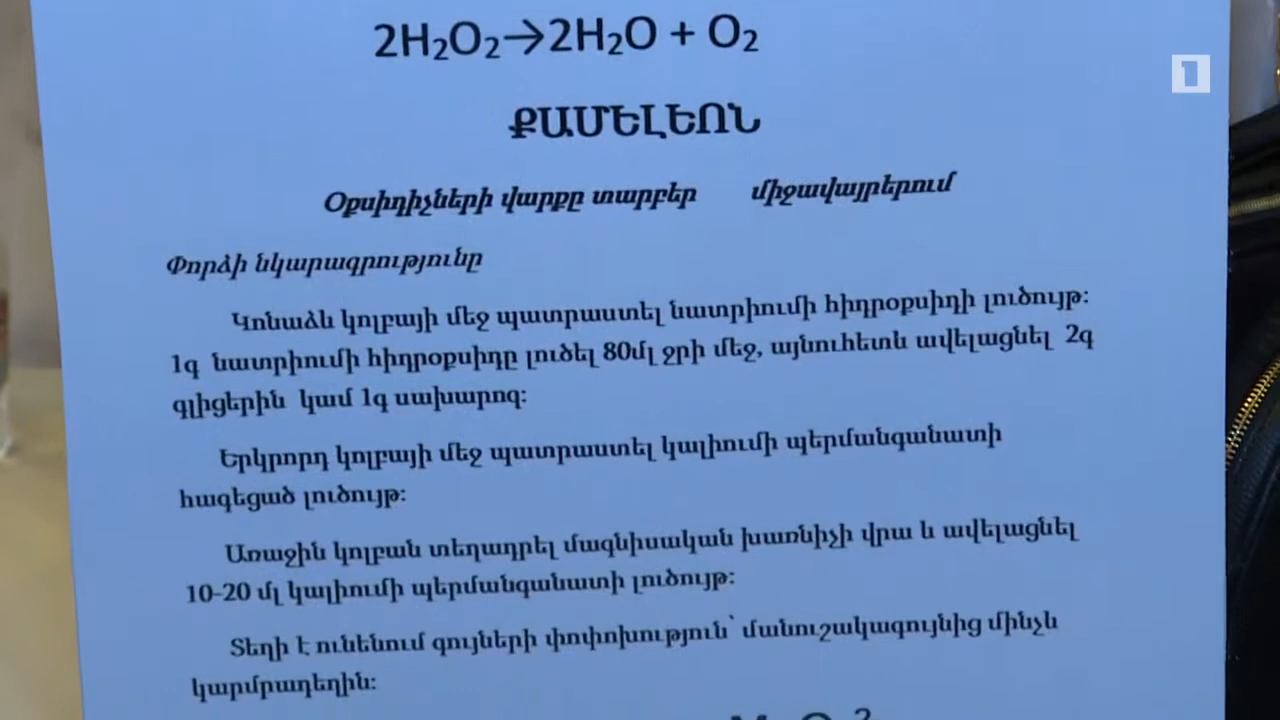 2H₂O₂→2H₂O + O₂
1
ՔԱՄԵԼԵՈՆ
Օքսիդիչների վարքը տարբեր միջավայրերում
Փորձի նկարագրությունը
Կոնաձև կոլբայի մեջ պատրաստել նատրիումի հիդրօքսիդի լուծույթ:
1գ նատրիումի հիդրօքսիդը լուծել 80մլ ջրի մեջ, այնուհետև ավելացնել 2գ
գլիցերին կամ 1գ սախարոզ:
Երկրորդ կոլբայի մեջ պատրաստել կալիումի պերմանգանատի
հագեցած լուծույթ:
Առաջին կոլբան տեղադրել մագնիսական խառնիչի վրա և ավելացնել
10-20 մլ կալիումի պերմանգանատի լուծույթ:
Տեղի է ունենում գույների փոփոխություն՝ մանուշակագույնից մինչև
կարմրադեղին: